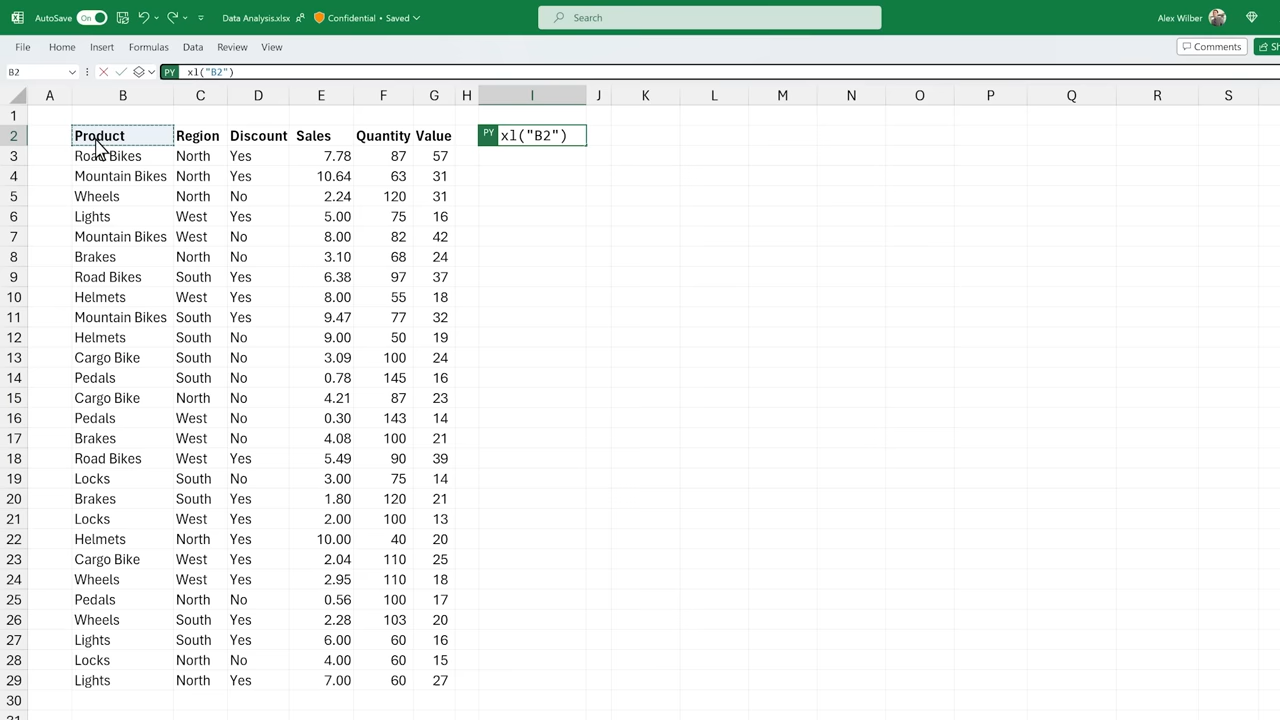 AutoSave On Data Analysis.xlsx Confidential • Saved Search Alex Wilber
File Home Insert Formulas Data Review View Comments Sh
B2 PY xl("B2")
A B C D E F G H I J K L M N O P Q R S
1
2 Product Region Discount Sales Quantity Value PY xl("B2")
3 Road Bikes North Yes 7.78 87 57
4 Mountain Bikes North Yes 10.64 63 31
5 Wheels North No 2.24 120 31
6 Lights West Yes 5.00 75 16
7 Mountain Bikes West No 8.00 82 42
8 Brakes North No 3.10 68 24
9 Road Bikes South Yes 6.38 97 37
10 Helmets West Yes 8.00 55 18
11 Mountain Bikes South Yes 9.47 77 32
12 Helmets South No 9.00 50 19
13 Cargo Bike South No 3.09 100 24
14 Pedals South No 0.78 145 16
15 Cargo Bike North No 4.21 87 23
16 Pedals West No 0.30 143 14
17 Brakes West No 4.08 100 21
18 Road Bikes West Yes 5.49 90 39
19 Locks South No 3.00 75 14
20 Brakes South Yes 1.80 120 21
21 Locks West Yes 2.00 100 13
22 Helmets North Yes 10.00 40 20
23 Cargo Bike West Yes 2.04 110 25
24 Wheels West Yes 2.95 110 18
25 Pedals North No 0.56 100 17
26 Wheels South Yes 2.28 103 20
27 Lights South Yes 6.00 60 16
28 Locks North No 4.00 60 15
29 Lights North Yes 7.00 60 27
30